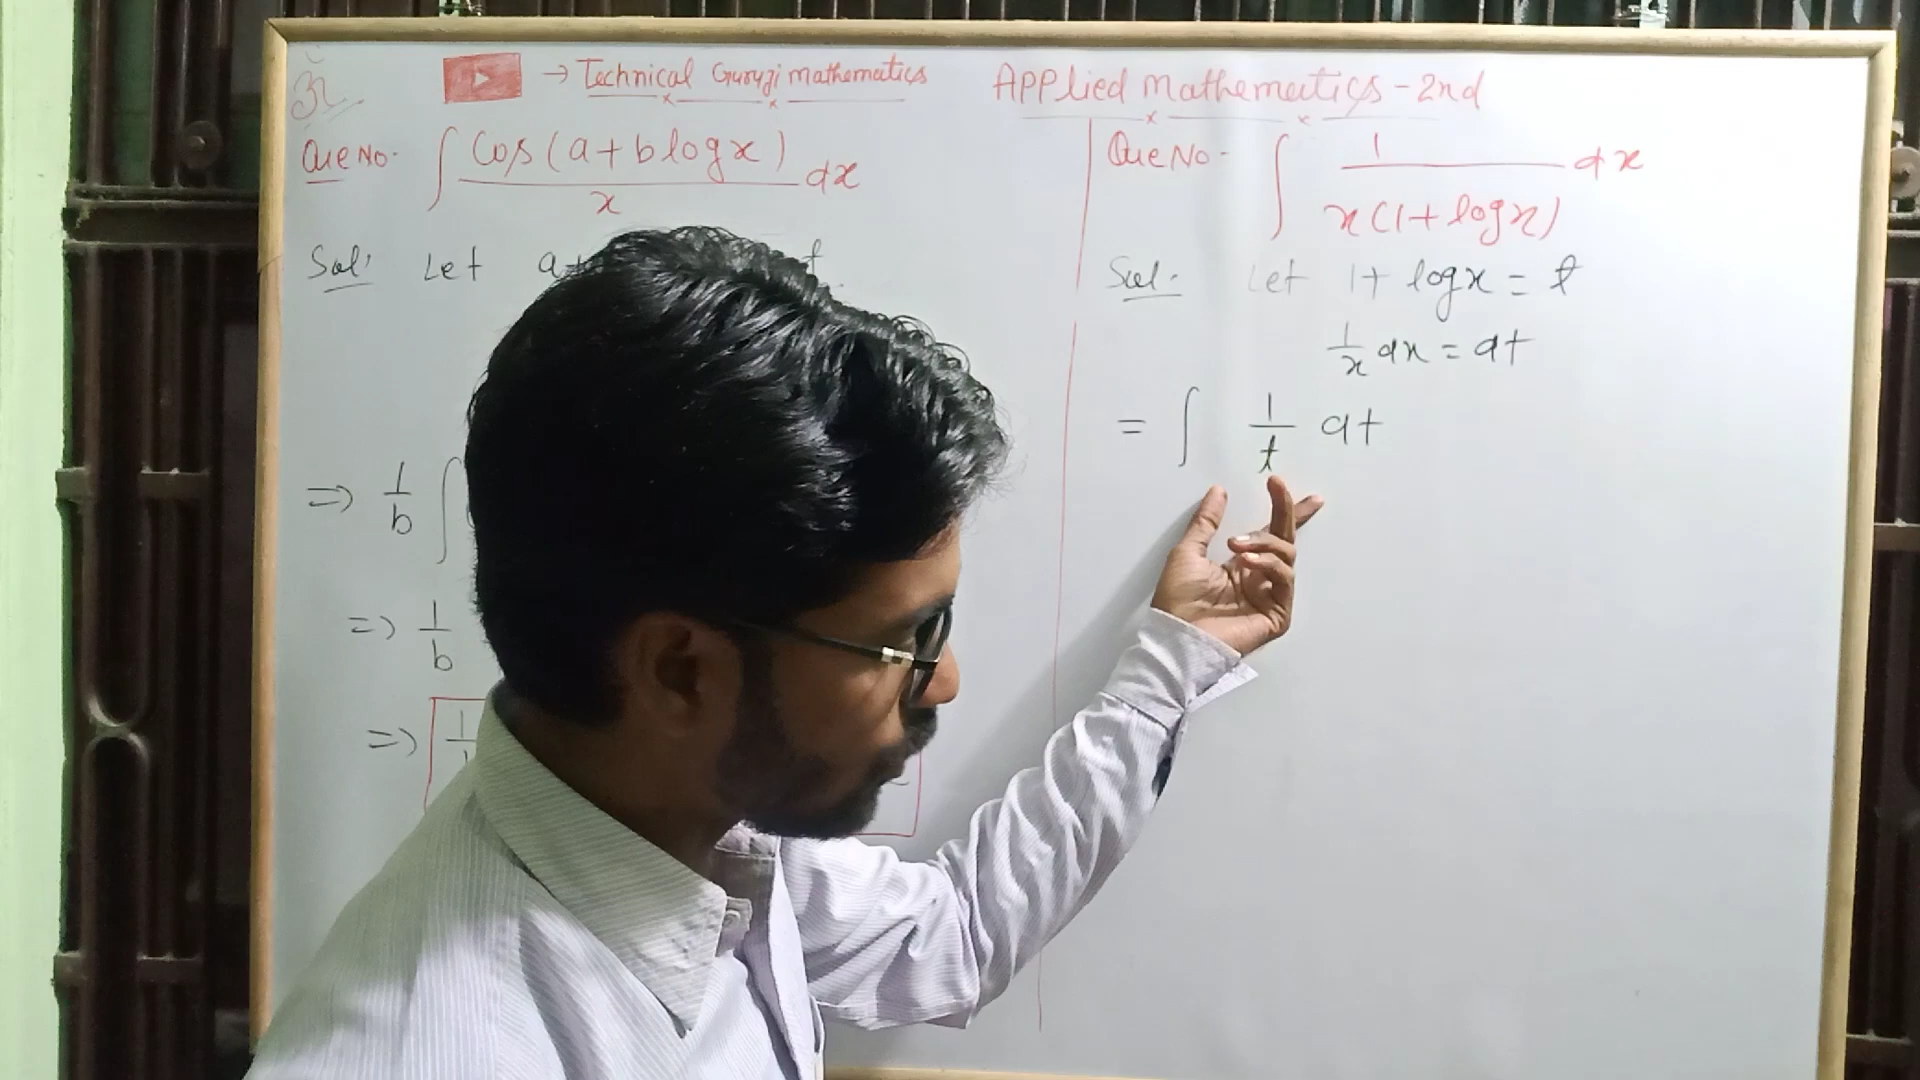 ૐ
→ Technical Guruji mathematics
Applied mathematics - 2nd
Que No. ∫ cos(a + b log x) / x dx
Sol: Let a+ t
⇒ 1/b ∫
⇒ 1/b
⇒ 1
Que No - ∫ 1 / x(1 + log x) dx
Sol. Let 1 + log x = t
1/x dx = dt
= ∫ 1/t dt